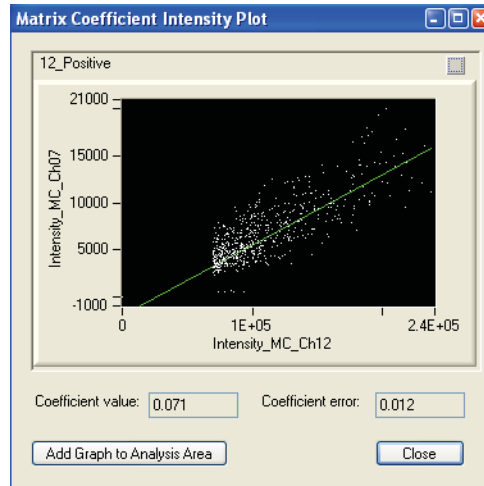 Matrix Coefficient Intensity Plot
12_Positive
21000
15000
10000
5000
-1000
Intensity_MC_Ch07
0
1E+05
2.4E+05
Intensity_MC_Ch12
Coefficient value: 0.071
Coefficient error: 0.012
Add Graph to Analysis Area
Close